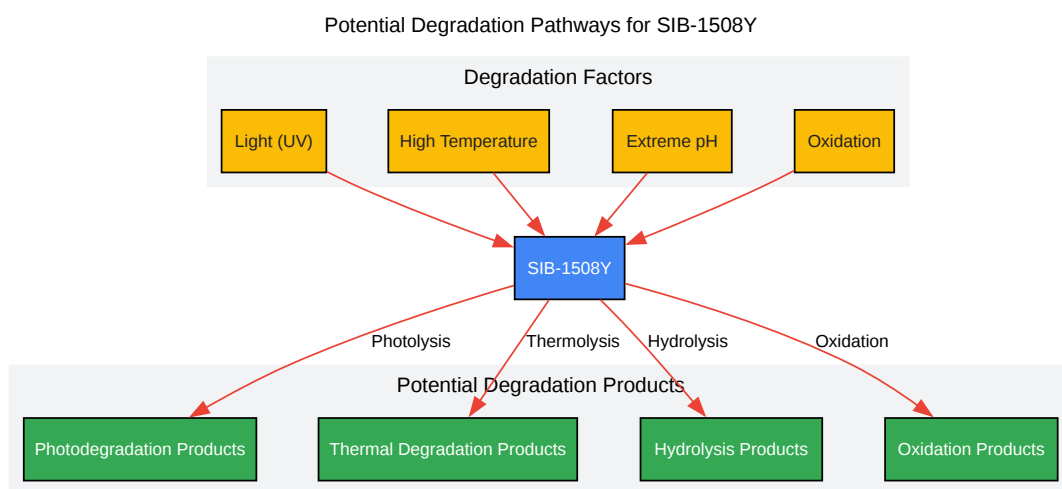 Potential Degradation Pathways for SIB-1508Y
Degradation Factors
Light (UV)
High Temperature
Extreme pH
Oxidation
SIB-1508Y
Photolysis
Thermolysis
Hydrolysis
Oxidation
Potential Degradation Products
Photodegradation Products
Thermal Degradation Products
Hydrolysis Products
Oxidation Products